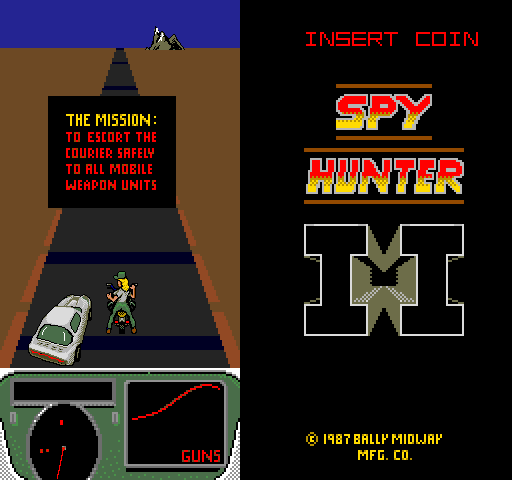 THE MISSION:
TO ESCORT THE
COURIER SAFELY
TO ALL MOBILE
WEAPON UNITS
GUNS
INSERT COIN
SPY
HUNTER
II
© 1987 BALLY MIDWAY
MFG. CO.